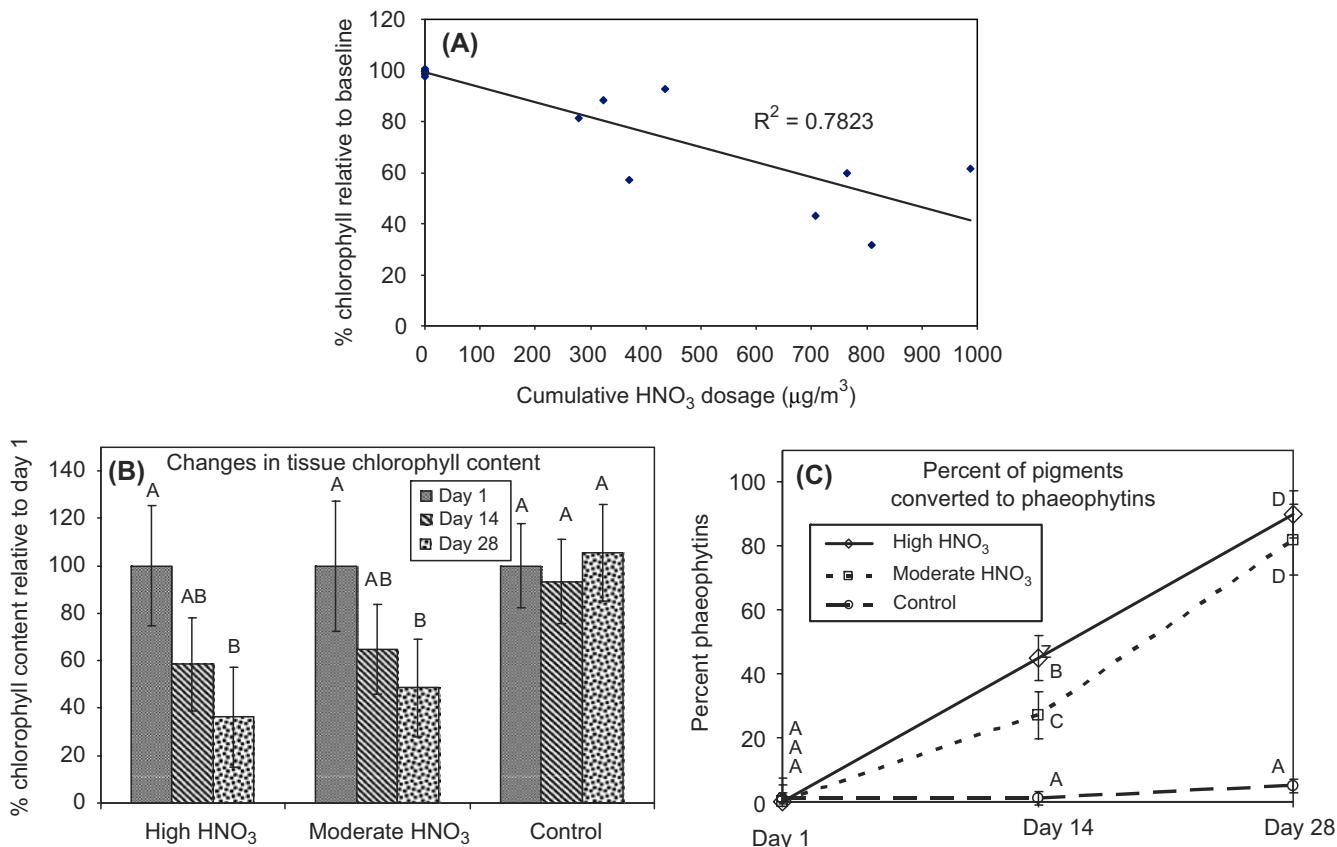 120
(A)
100
80
60
40
20
0
R² = 0.7823
% chlorophyll relative to baseline
0 100 200 300 400 500 600 700 800 900 1000
Cumulative HNO₃ dosage (μg/m³)
(B) Changes in tissue chlorophyll content
% chlorophyll content relative to day 1
140
120
100
80
60
40
20
0
Day 1
Day 14
Day 28
A AB B
A AB B
A A A
High HNO₃ Moderate HNO₃ Control
(C) Percent of pigments
converted to phaeophytins
Percent phaeophytins
100
80
60
40
20
0
High HNO₃
Moderate HNO₃
Control
A
A
A
B
C
A
D
D
A
Day 1 Day 14 Day 28